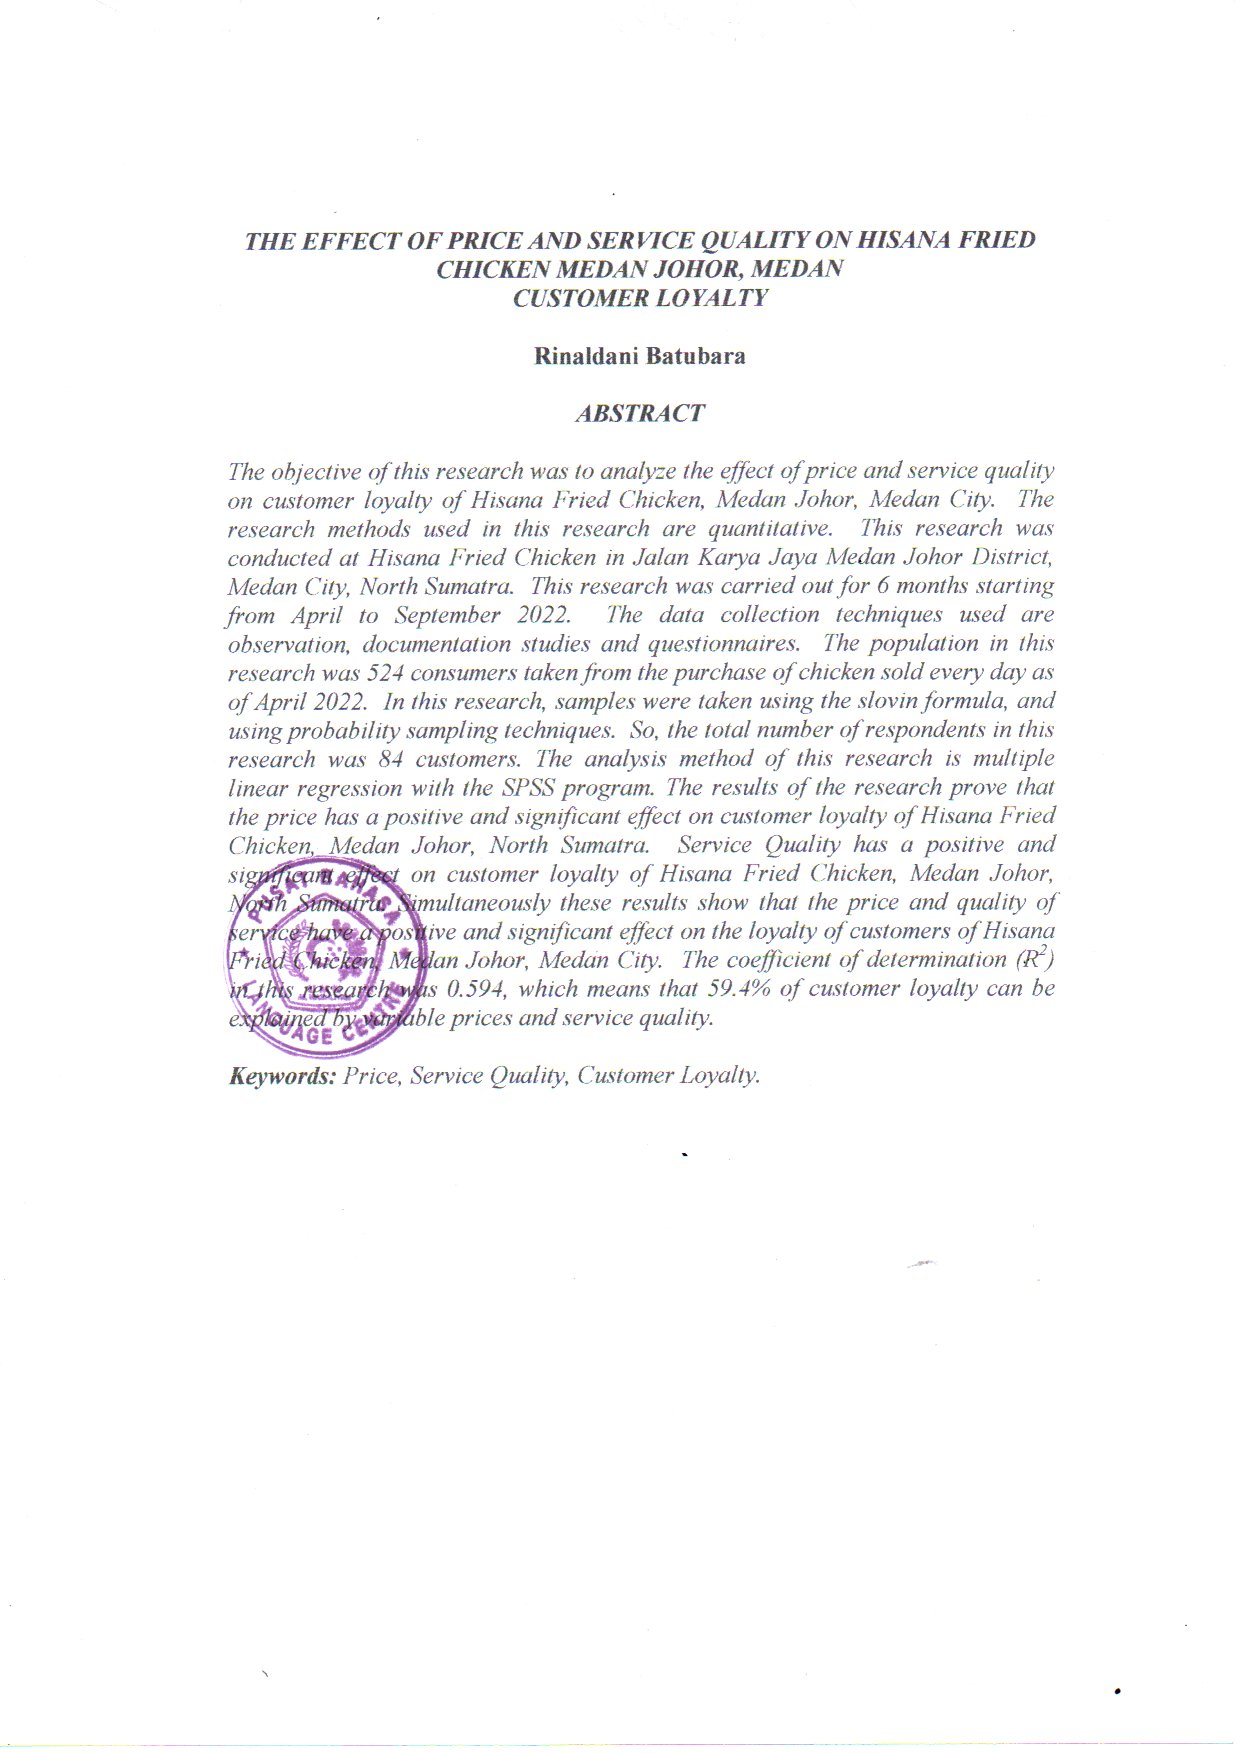 THE EFFECT OF PRICE AND SERVICE QUALITY ON HISANA FRIED
CHICKEN MEDAN JOHOR, MEDAN
CUSTOMER LOYALTY
Rinaldani Batubara
ABSTRACT
The objective of this research was to analyze the effect of price and service quality
on customer loyalty of Hisana Fried Chicken, Medan Johor, Medan City. The
research methods used in this research are quantitative. This research was
conducted at Hisana Fried Chicken in Jalan Karya Jaya Medan Johor District,
Medan City, North Sumatra. This research was carried out for 6 months starting
from April to September 2022. The data collection techniques used are
observation, documentation studies and questionnaires. The population in this
research was 524 consumers taken from the purchase of chicken sold every day as
of April 2022. In this research, samples were taken using the slovin formula, and
using probability sampling techniques. So, the total number of respondents in this
research was 84 customers. The analysis method of this research is multiple
linear regression with the SPSS program. The results of the research prove that
the price has a positive and significant effect on customer loyalty of Hisana Fried
Chicken, Medan Johor, North Sumatra. Service Quality has a positive and
significant effect on customer loyalty of Hisana Fried Chicken, Medan Johor,
North Sumatra. Simultaneously these results show that the price and quality of
service have a positive and significant effect on the loyalty of customers of Hisana
Fried Chicken, Medan Johor, Medan City. The coefficient of determination (R²)
in this research was 0.594, which means that 59.4% of customer loyalty can be
explained by variable prices and service quality.
PUSAT BAHASA
LANGUAGE CENTRE
Keywords: Price, Service Quality, Customer Loyalty.